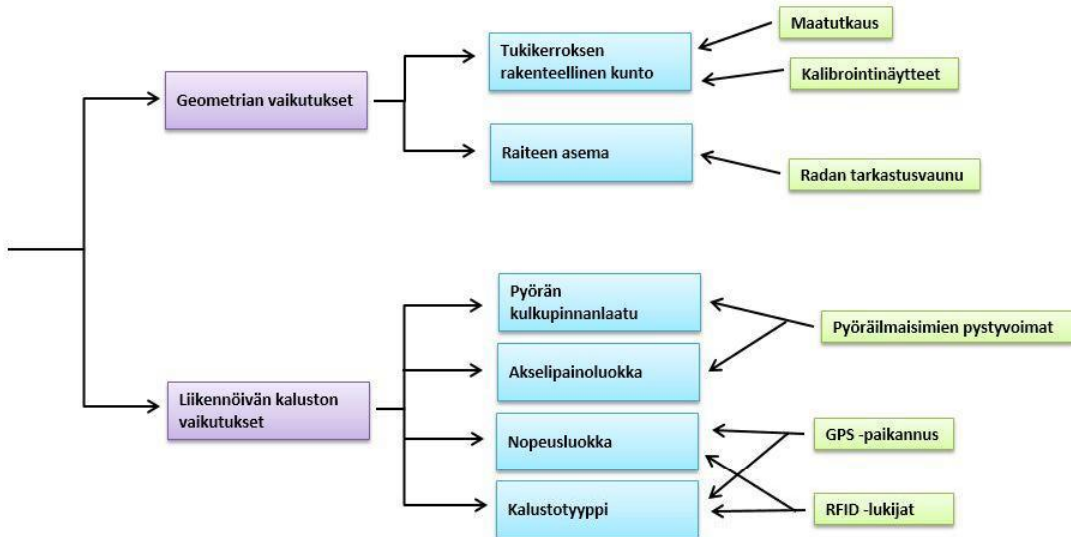 Maatutkaus
Tukikerroksen
rakenteellinen kunto
Kalibrointinäytteet
Geometrian vaikutukset
Raiteen asema
Radan tarkastusvaunu
Pyörän
kulkupinnanlaatu
Pyöräilmaisimien pystyvoimat
Akselipainoluokka
Liikennöivän kaluston
vaikutukset
Nopeusluokka
GPS -paikannus
Kalustotyyppi
RFID -lukijat